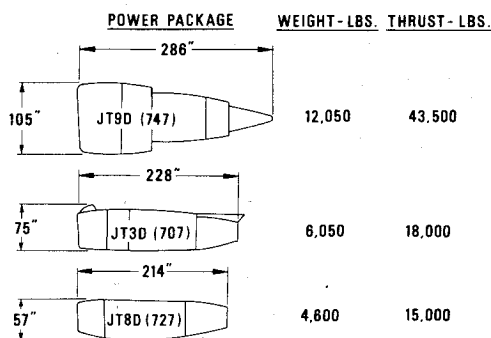 POWER PACKAGE WEIGHT-LBS. THRUST-LBS.
286"
105" JT9D (747) 12,050 43,500
228"
75" JT3D (707) 6,050 18,000
214"
57" JT8D (727) 4,600 15,000